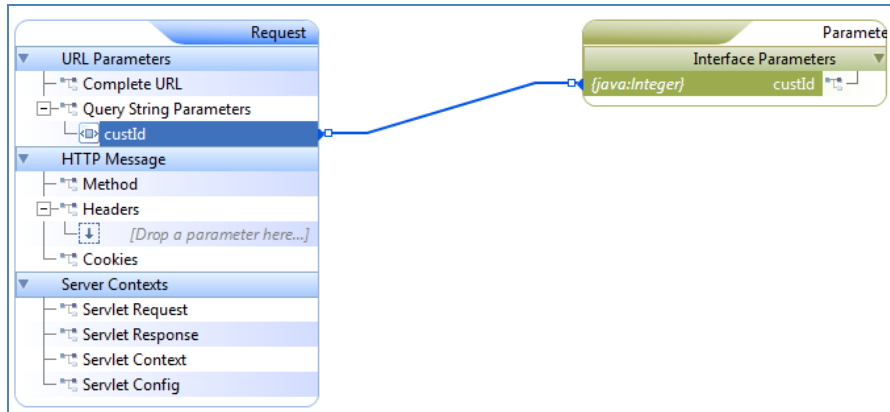 Request
URL Parameters
Complete URL
Query String Parameters
custId
HTTP Message
Method
Headers
[Drop a parameter here...]
Cookies
Server Contexts
Servlet Request
Servlet Response
Servlet Context
Servlet Config
Paramete
Interface Parameters
{java:Integer} custId